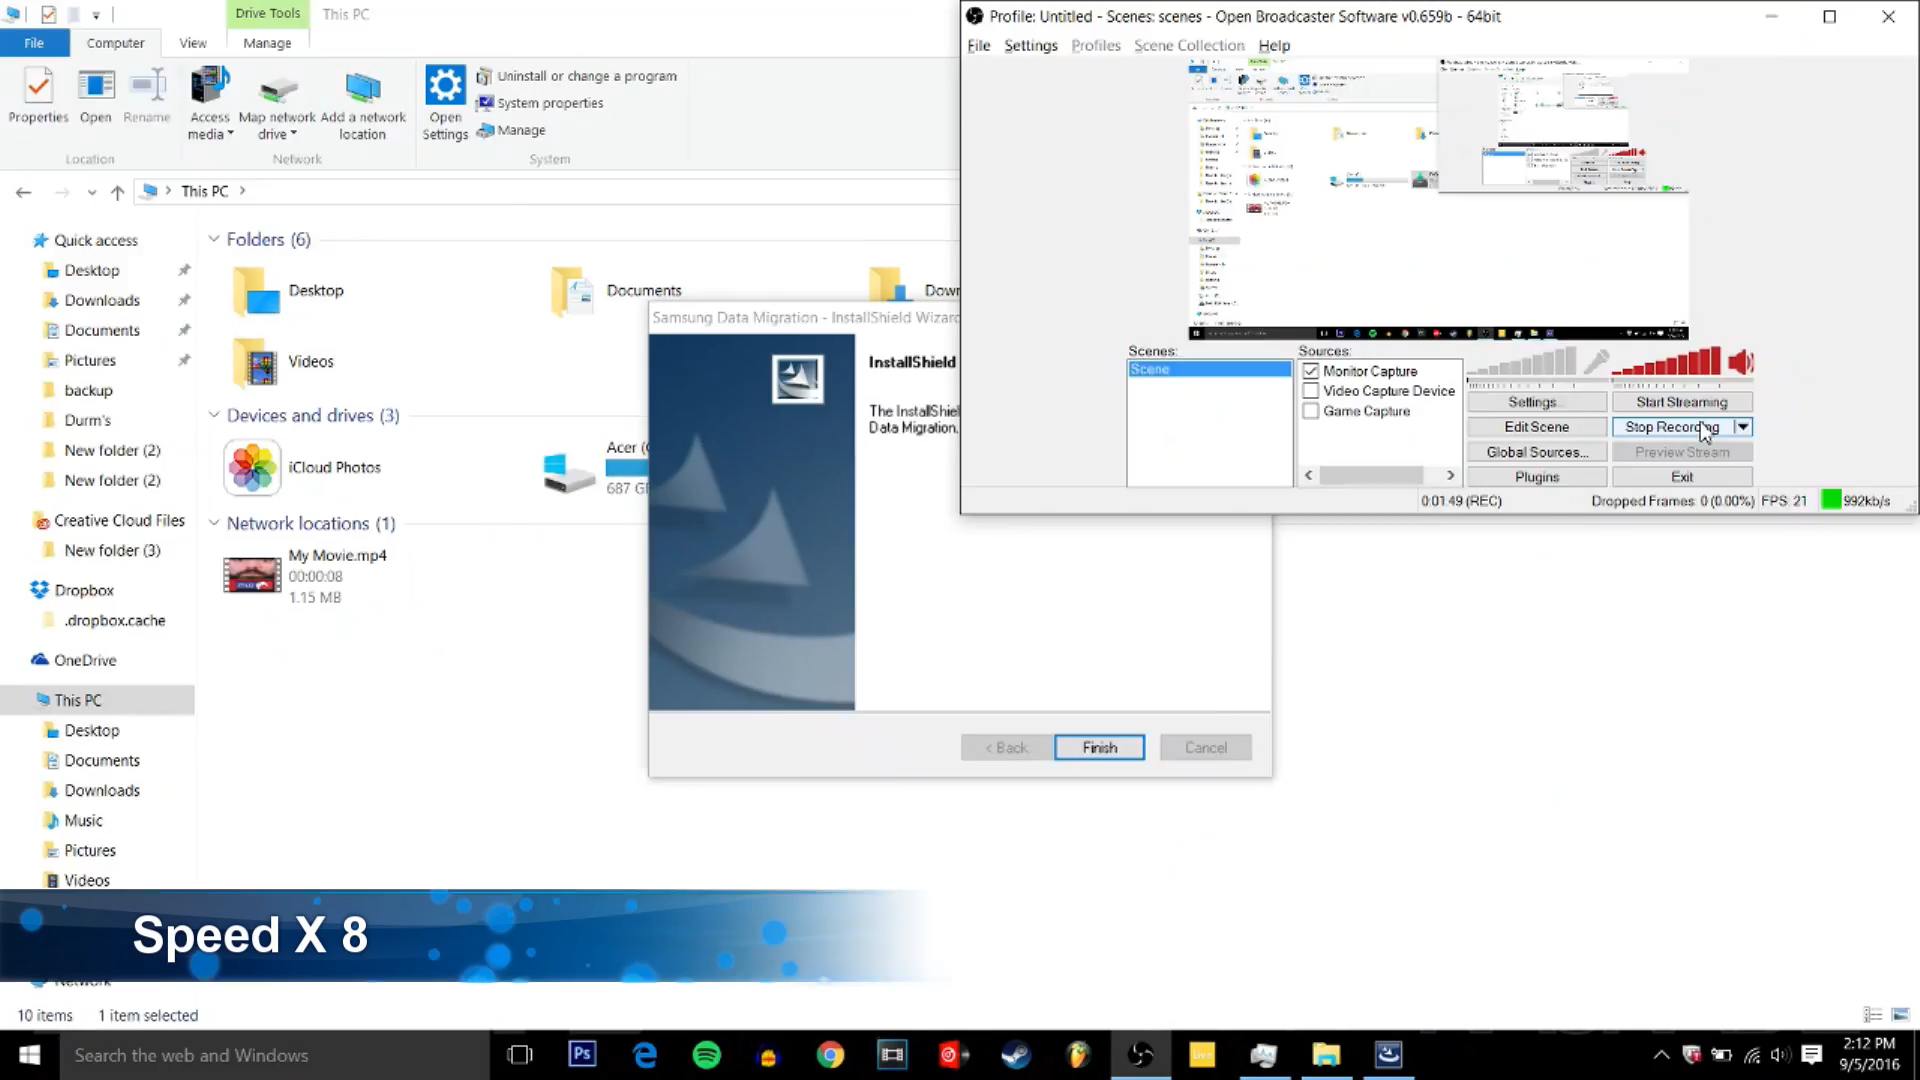 Drive Tools
This PC
File
Computer
View
Manage
Properties
Open
Rename
Access media
Map network drive
Add a network location
Open Settings
Uninstall or change a program
System properties
Manage
Location
Network
System
This PC
Quick access
Desktop
Downloads
Documents
Pictures
backup
Durm's
New folder (2)
New folder (2)
Creative Cloud Files
New folder (3)
Dropbox
.dropbox.cache
OneDrive
This PC
Desktop
Documents
Downloads
Music
Pictures
Videos
Network
Folders (6)
Desktop
Documents
Down
Videos
Devices and drives (3)
iCloud Photos
Acer (
687 GF
Network locations (1)
My Movie.mp4
00:00:08
1.15 MB
Samsung Data Migration - InstallShield Wizard
InstallShield
The InstallShie
Data Migration.
< Back
Finish
Cancel
Profile: Untitled - Scenes: scenes - Open Broadcaster Software v0.659b - 64bit
File
Settings
Profiles
Scene Collection
Help
Scenes:
Scene
Sources:
Monitor Capture
Video Capture Device
Game Capture
Settings...
Start Streaming
Edit Scene
Stop Recording
Global Sources...
Preview Stream
Plugins
Exit
0:01:49 (REC)
Dropped Frames: 0 (0.00%)
FPS: 21
992kb/s
Speed X 8
10 items
1 item selected
Search the web and Windows
Ps
Live
2:12 PM
9/5/2016